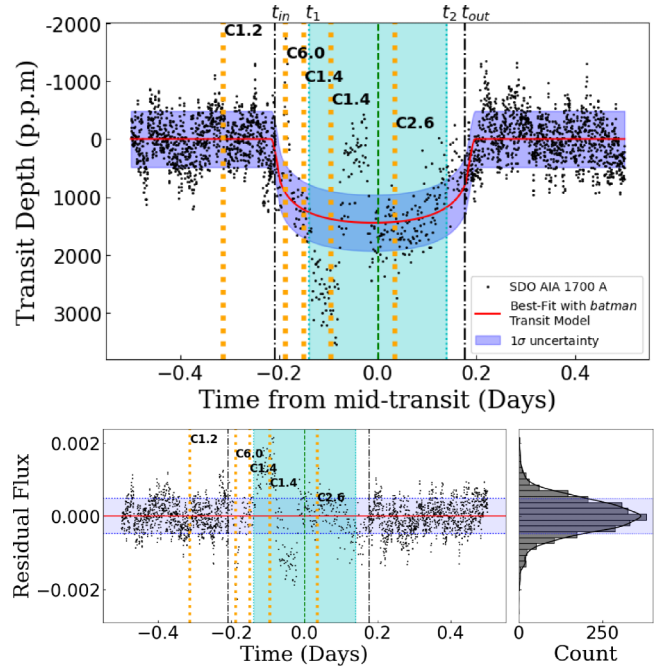 t_in t_1 t_2 t_out
-2000
-1000
0
1000
2000
3000
Transit Depth (p.p.m)
C1.2
C6.0
C1.4
C1.4
C2.6
SDO AIA 1700 A
Best-Fit with batman
Transit Model
1σ uncertainty
−0.4 −0.2 0.0 0.2 0.4
Time from mid-transit (Days)
0.002
0.000
−0.002
Residual Flux
C1.2
C6.0
C1.4
C1.4
C2.6
−0.4 −0.2 0.0 0.2 0.4
Time (Days)
0 250
Count